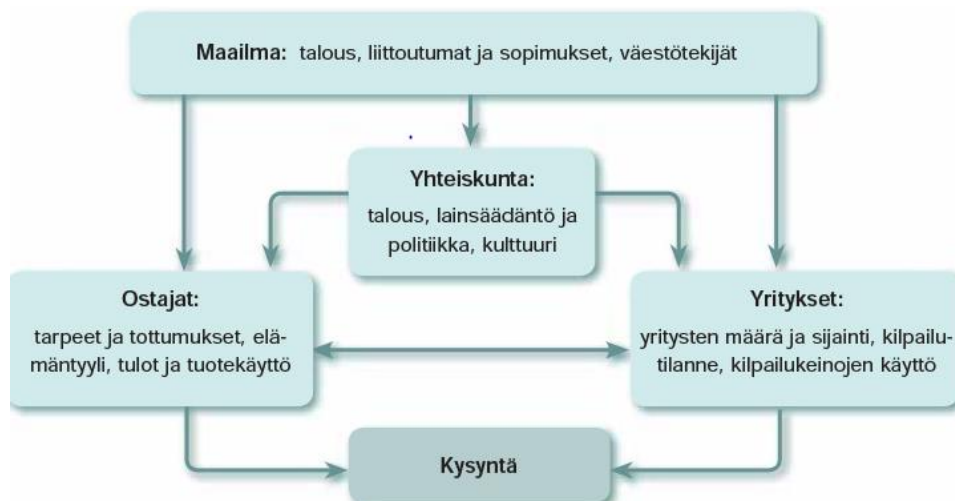 Maailma: talous, liittoutumat ja sopimukset, väestötekijät
Yhteiskunta:
talous, lainsäädäntö ja
politiikka, kulttuuri
Ostajat:
tarpeet ja tottumukset, elä-
mäntyyli, tulot ja tuotekäyttö
Yritykset:
yritysten määrä ja sijainti, kilpailu-
tilanne, kilpailukeinojen käyttö
Kysyntä